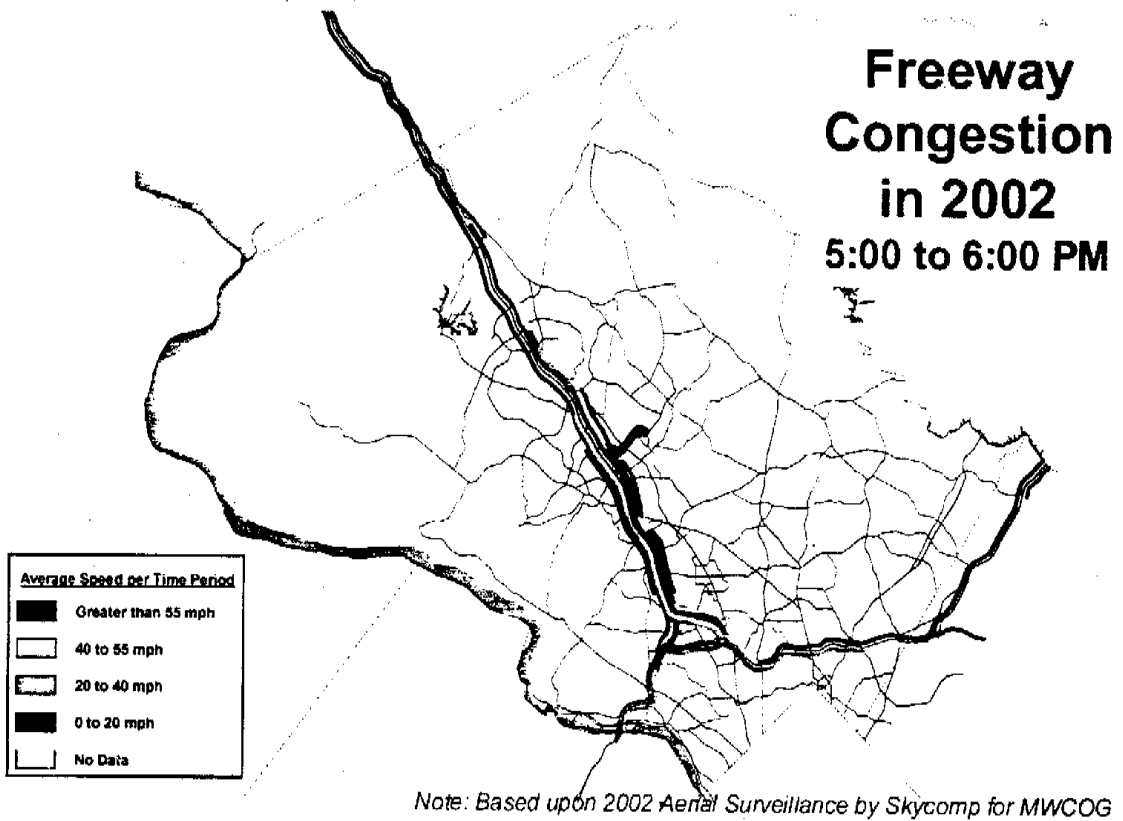 Freeway
Congestion
in 2002
5:00 to 6:00 PM
Average Speed per Time Period
Greater than 55 mph
40 to 55 mph
20 to 40 mph
0 to 20 mph
No Data
Note: Based upon 2002 Aerial Surveillance by Skycomp for MWCOG